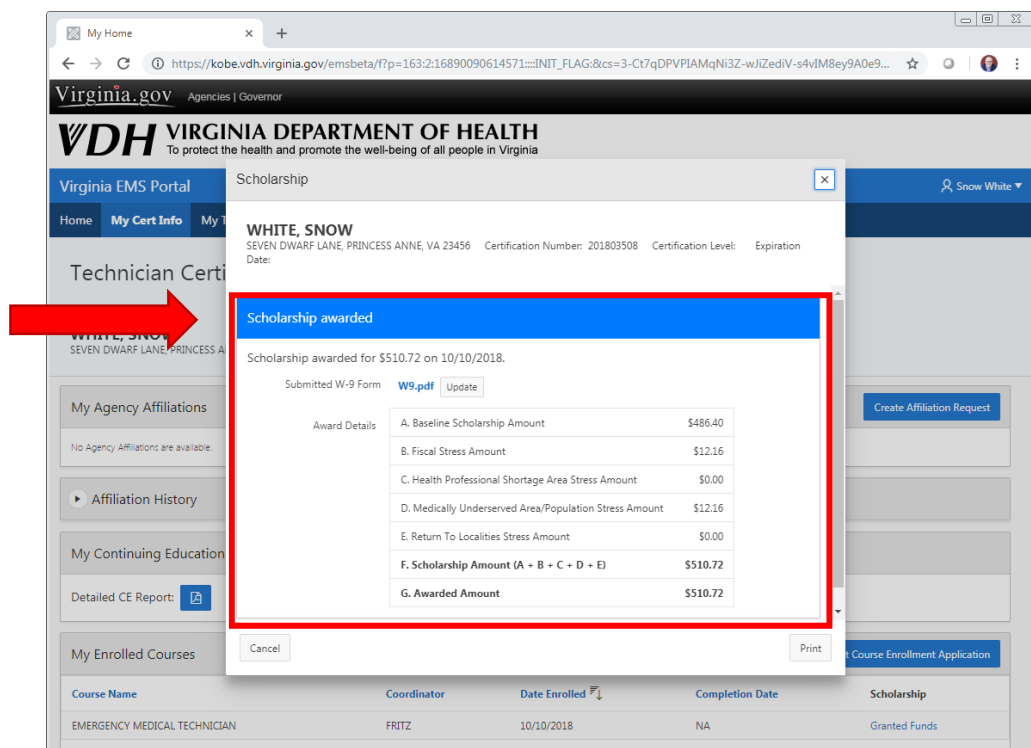 My Home
https://kobe.vdh.virginia.gov/emsbeta/f?p=163:2:16890090614571::::INIT_FLAG:&cs=3-Ct7qDPVPIAMqNi3Z-wJiZediV-s4vIM8ey9A0e9...
Virginia.gov Agencies | Governor
VDH VIRGINIA DEPARTMENT OF HEALTH
To protect the health and promote the well-being of all people in Virginia
Virginia EMS Portal
Snow White
Home My Cert Info My T
Scholarship
WHITE, SNOW
SEVEN DWARF LANE, PRINCESS ANNE, VA 23456 Certification Number: 201803508 Certification Level: Expiration
Date:
Technician Certi
WHITE, SNOW
SEVEN DWARF LANE, PRINCESS A
Scholarship awarded
Scholarship awarded for $510.72 on 10/10/2018.
Submitted W-9 Form W9.pdf Update
Award Details
A. Baseline Scholarship Amount $486.40
B. Fiscal Stress Amount $12.16
C. Health Professional Shortage Area Stress Amount $0.00
D. Medically Underserved Area/Population Stress Amount $12.16
E. Return To Localities Stress Amount $0.00
F. Scholarship Amount (A + B + C + D + E) $510.72
G. Awarded Amount $510.72
Cancel Print
My Agency Affiliations
Create Affiliation Request
No Agency Affiliations are available.
Affiliation History
My Continuing Education
Detailed CE Report:
My Enrolled Courses
t Course Enrollment Application
Course Name Coordinator Date Enrolled Completion Date Scholarship
EMERGENCY MEDICAL TECHNICIAN FRITZ 10/10/2018 NA Granted Funds